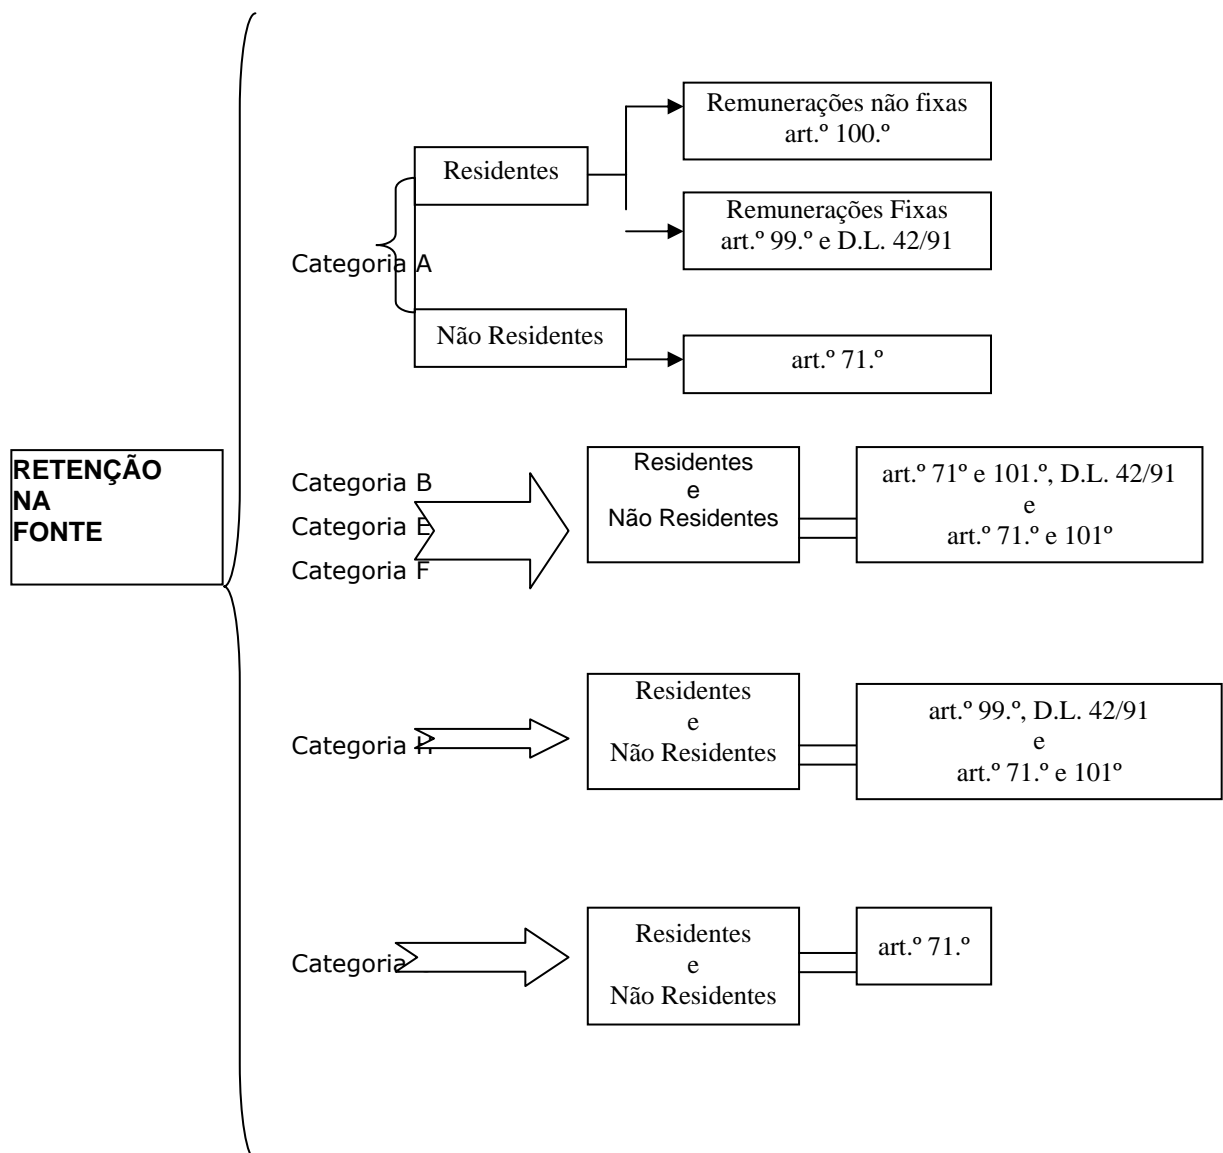 Remunerações não fixas
art.º 100.º
Residentes
Remunerações Fixas
art.º 99.º e D.L. 42/91
Categoria A
Não Residentes
art.º 71.º
RETENÇÃO
NA
FONTE
Categoria B
Categoria E
Categoria F
Residentes
e
Não Residentes
art.º 71º e 101.º, D.L. 42/91
e
art.º 71.º e 101º
Categoria H
Residentes
e
Não Residentes
art.º 99.º, D.L. 42/91
e
art.º 71.º e 101º
Categoria
Residentes
e
Não Residentes
art.º 71.º